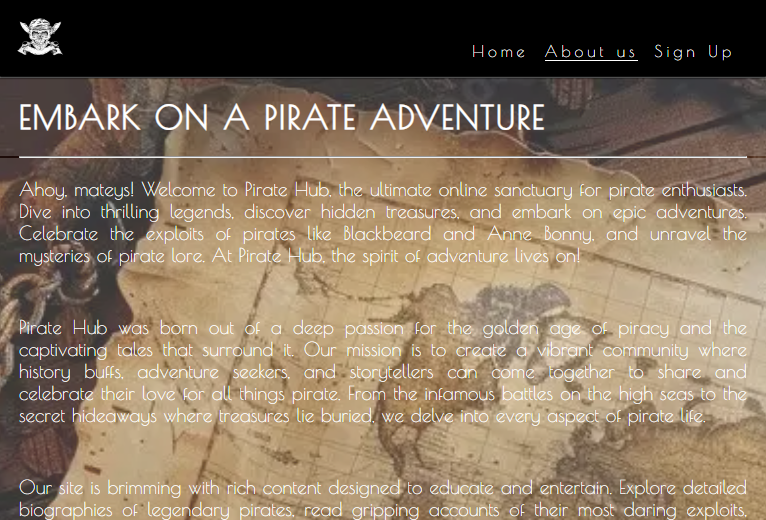 Home About us Sign Up
EMBARK ON A PIRATE ADVENTURE
Ahoy, mateys! Welcome to Pirate Hub, the ultimate online sanctuary for pirate enthusiasts.
Dive into thrilling legends, discover hidden treasures, and embark on epic adventures.
Celebrate the exploits of pirates like Blackbeard and Anne Bonny, and unravel the
mysteries of pirate lore. At Pirate Hub, the spirit of adventure lives on!
Pirate Hub was born out of a deep passion for the golden age of piracy and the
captivating tales that surround it. Our mission is to create a vibrant community where
history buffs, adventure seekers, and storytellers can come together to share and
celebrate their love for all things pirate. From the infamous battles on the high seas to the
secret hideaways where treasures lie buried, we delve into every aspect of pirate life.
Our site is brimming with rich content designed to educate and entertain. Explore detailed
biographies of legendary pirates, read gripping accounts of their most daring exploits,